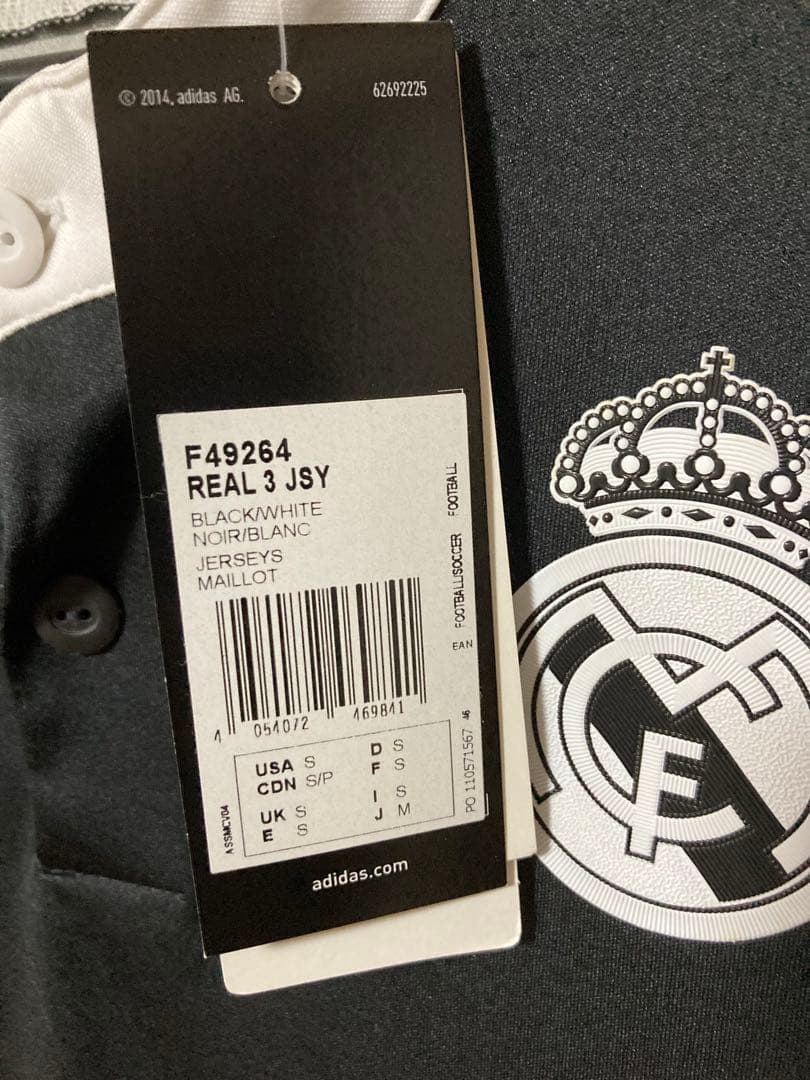 © 2014, adidas AG.
62692225
F49264
REAL 3 JSY
BLACK/WHITE
NOIR/BLANC
JERSEYS
MAILLOT
FOOTBALL/SOCCER FOOTBALL
EAN
4 054072 469841
USA S
CDN S/P
UK S
E S
D S
F S
I S
J M
PO 110571567 46
ASSMCV04
adidas.com